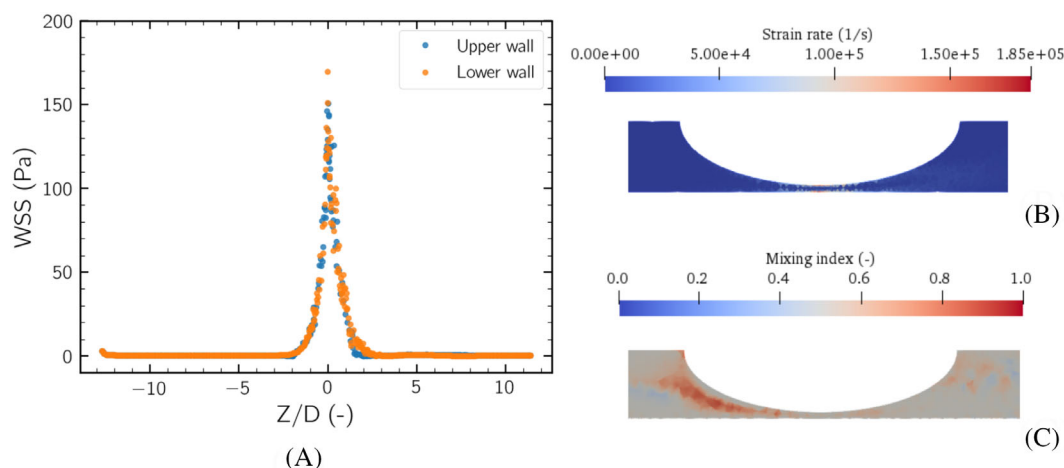 200
150
100
50
0
WSS (Pa)
Upper wall
Lower wall
−10 −5 0 5 10
Z/D (-)
(A)
Strain rate (1/s)
0.00e+00 5.00e+4 1.00e+5 1.50e+5 1.85e+05
(B)
Mixing index (-)
0.0 0.2 0.4 0.6 0.8 1.0
(C)